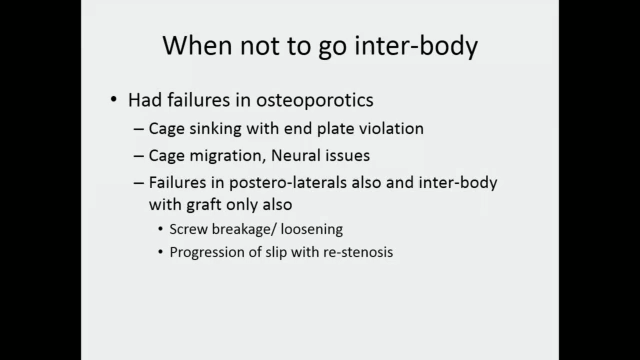 When not to go inter-body
• Had failures in osteoporotics
– Cage sinking with end plate violation
– Cage migration, Neural issues
– Failures in postero-laterals also and inter-body
with graft only also
• Screw breakage/ loosening
• Progression of slip with re-stenosis